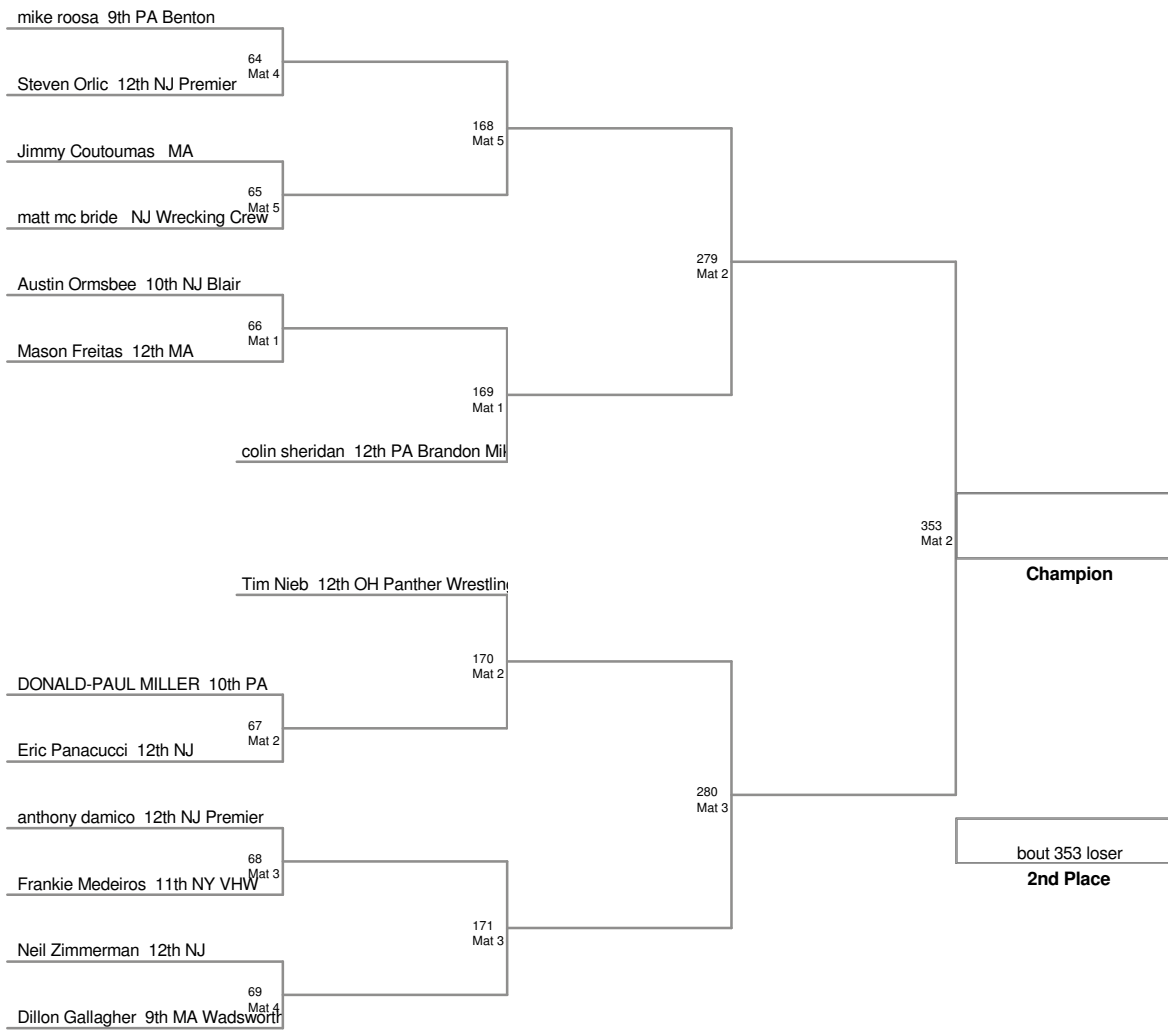 mike roosa 9th PA Benton
64
Mat 4
Steven Orlic 12th NJ Premier
168
Mat 5
Jimmy Coutoumas MA
65
Mat 5
matt mc bride NJ Wrecking Crew
279
Mat 2
Austin Ormsbee 10th NJ Blair
66
Mat 1
Mason Freitas 12th MA
169
Mat 1
colin sheridan 12th PA Brandon Mik
353
Mat 2
Champion
Tim Nieb 12th OH Panther Wrestling
170
Mat 2
DONALD-PAUL MILLER 10th PA
67
Mat 2
Eric Panacucci 12th NJ
280
Mat 3
anthony damico 12th NJ Premier
68
Mat 3
Frankie Medeiros 11th NY VHW
bout 353 loser
2nd Place
171
Mat 3
Neil Zimmerman 12th NJ
69
Mat 4
Dillon Gallagher 9th MA Wadsworth